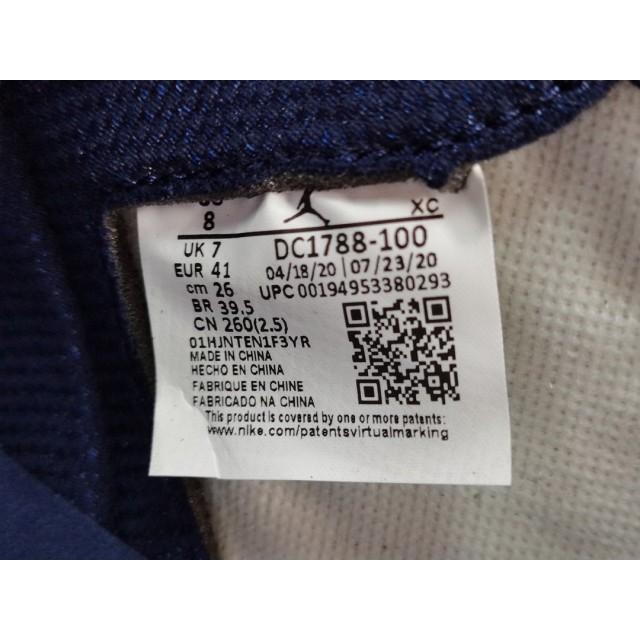 8
XC
UK 7
DC1788-100
EUR 41
04/18/20 | 07/23/20
cm 26
UPC 00194953380293
BR 39.5
CN 260(2.5)
01HJNTEN1F3YR
MADE IN CHINA
HECHO EN CHINA
FABRIQUE EN CHINE
FABRICADO NA CHINA
This product is covered by one or more patents:
www.nike.com/patentsvirtualmarking